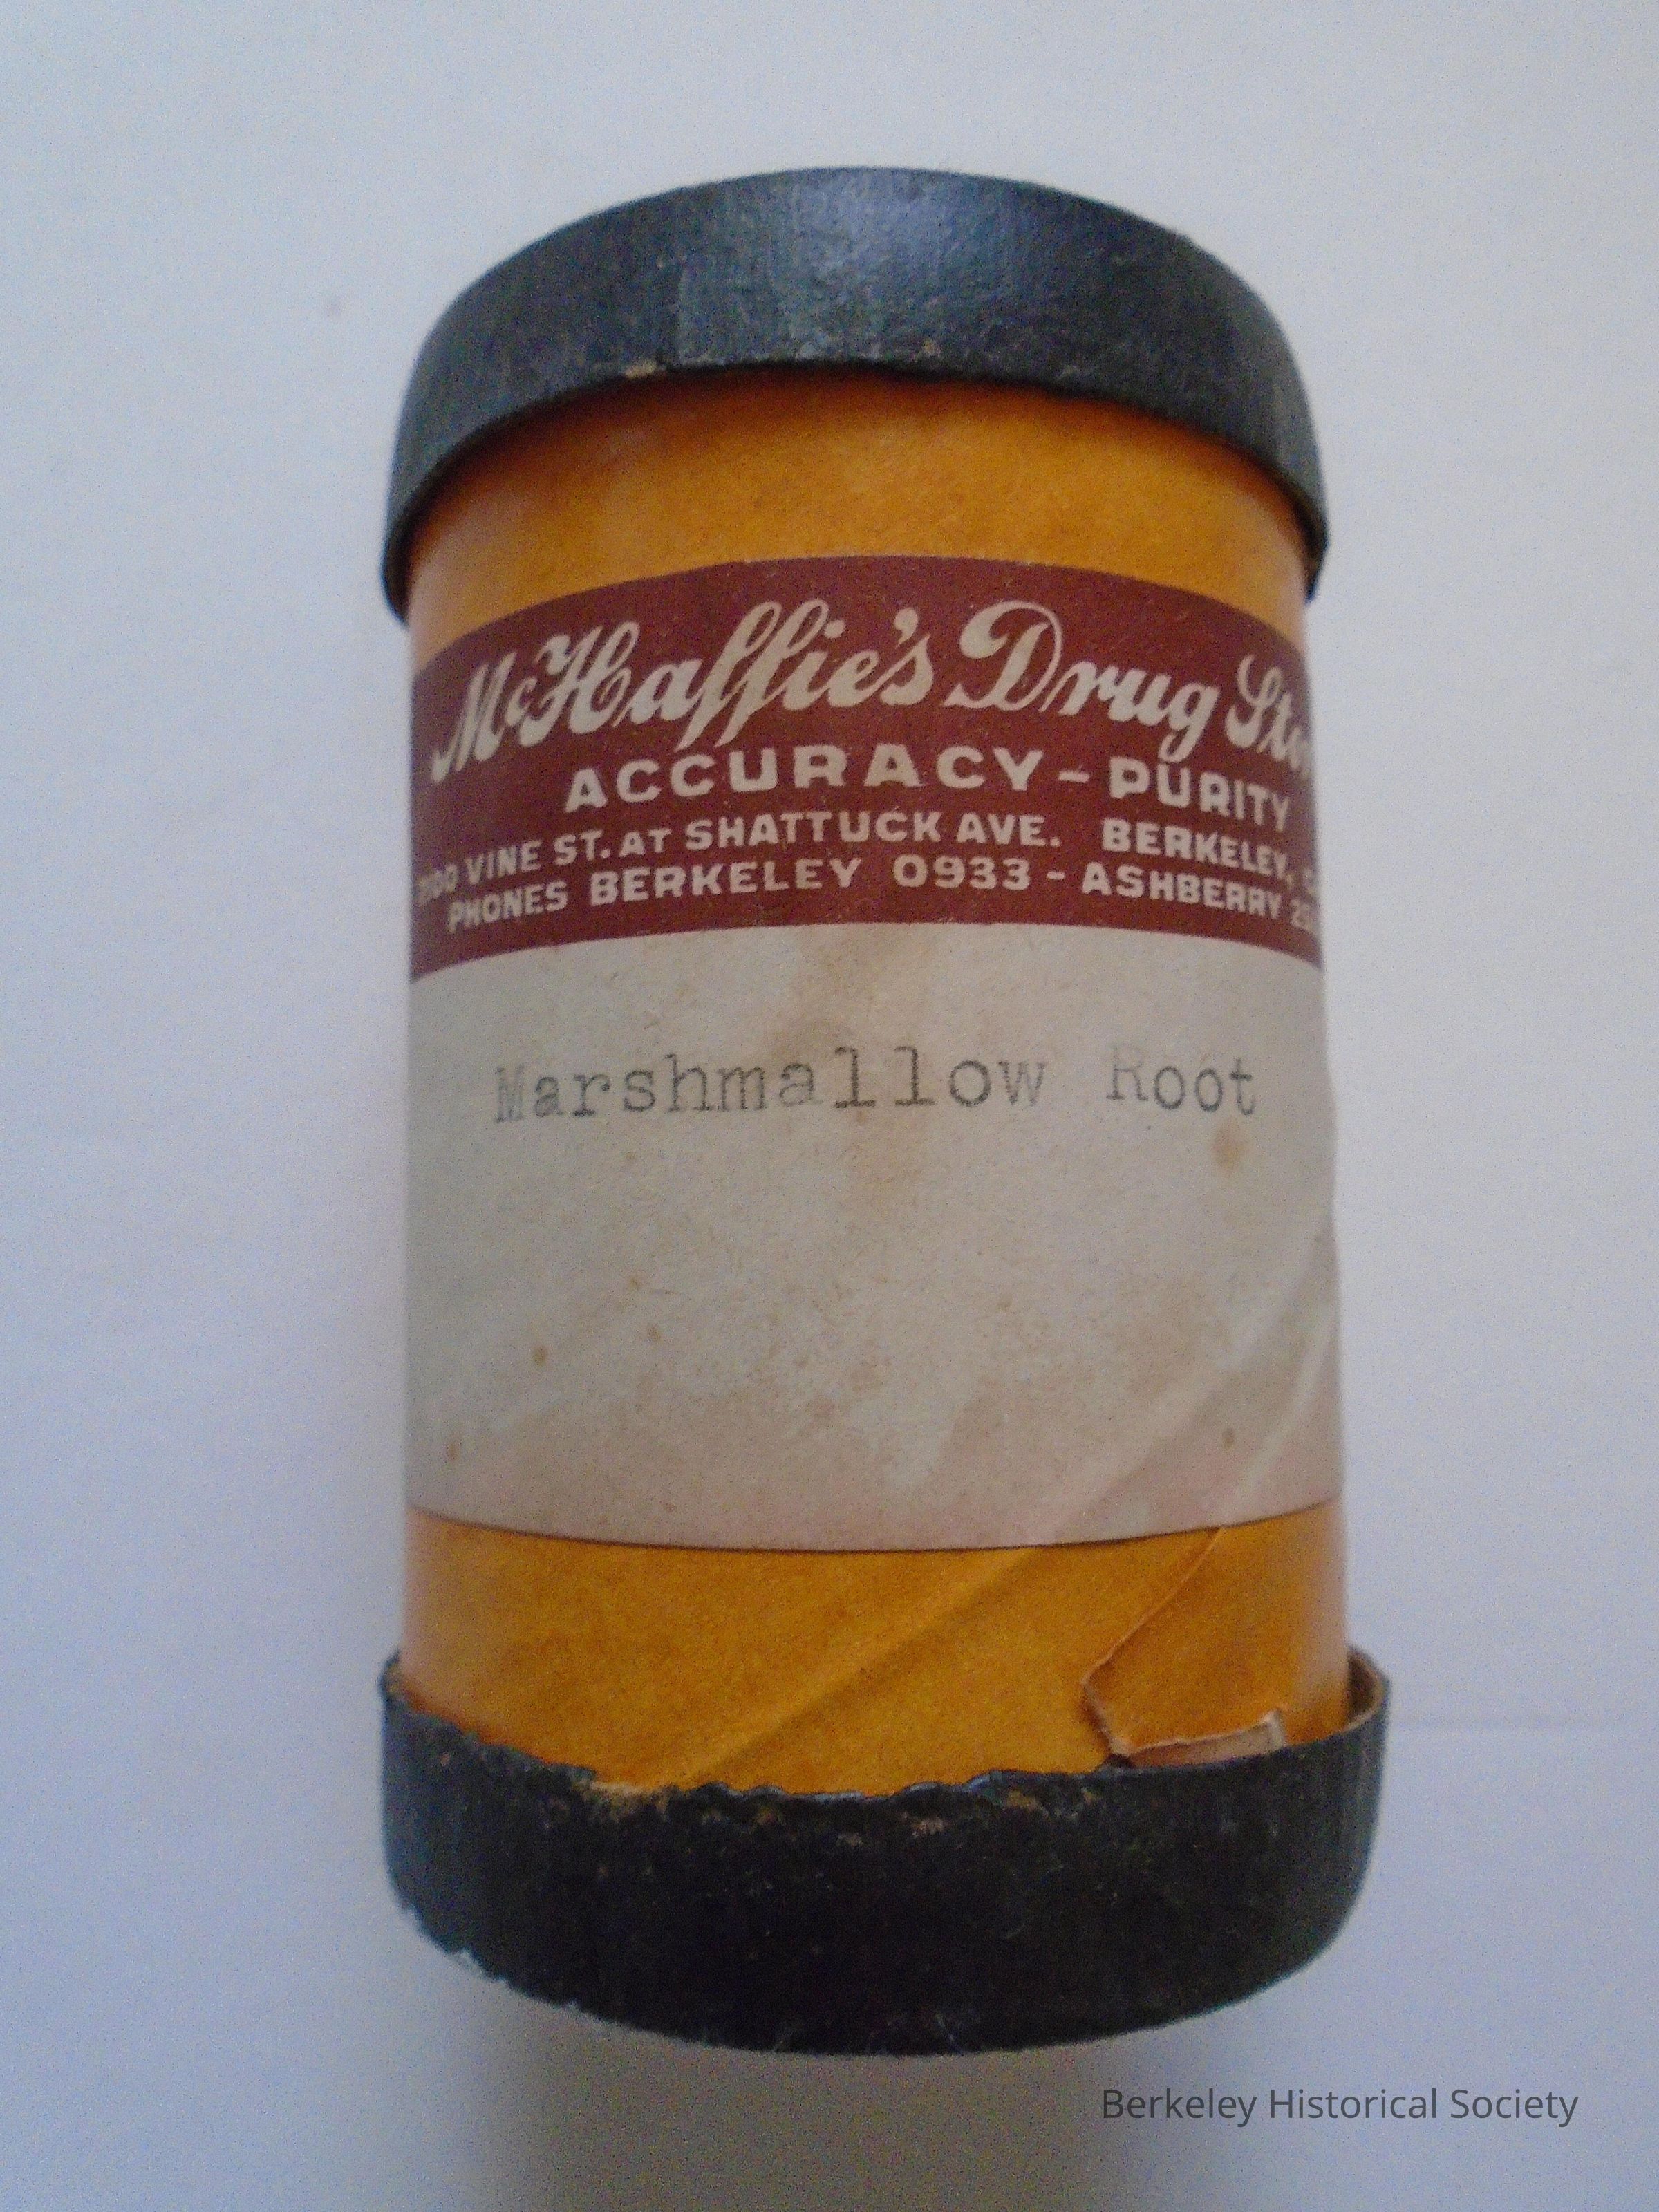 McHaffie's Drug
ACCURACY - PURITY
VINE ST. AT SHATTUCK AVE. BERKELEY,
PHONES BERKELEY 0933 - ASHBERRY
Marshmallow Root
Berkeley Historical Society